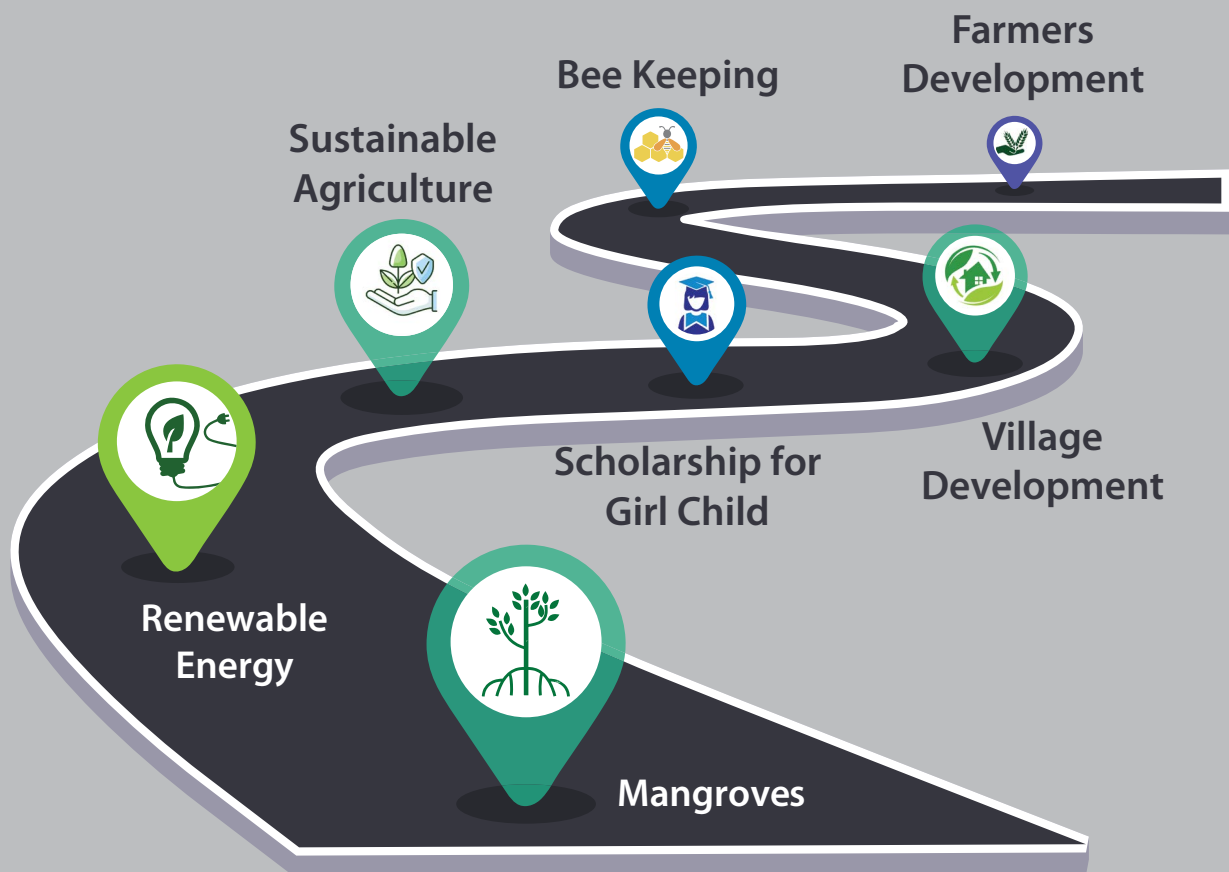 Farmers
Development
Bee Keeping
Sustainable
Agriculture
Village
Development
Scholarship for
Girl Child
Renewable
Energy
Mangroves